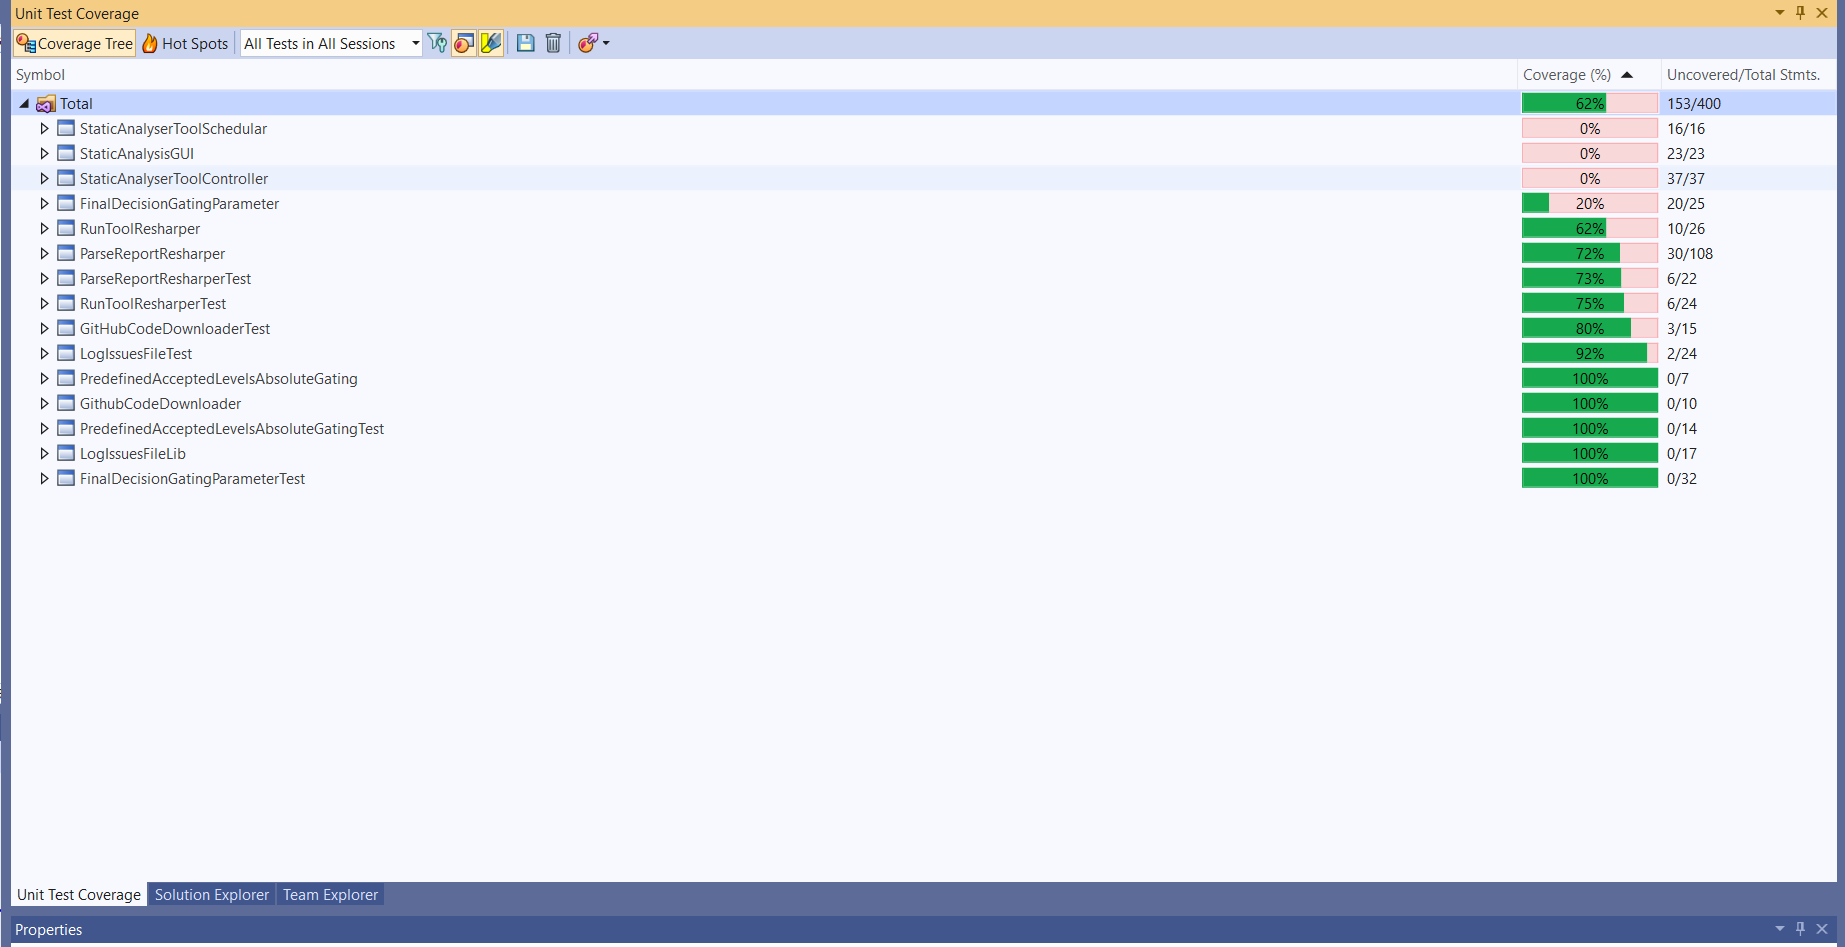 Unit Test Coverage
Coverage Tree Hot Spots All Tests in All Sessions
Symbol Coverage (%) Uncovered/Total Stmts.
Total 62% 153/400
StaticAnalyserToolSchedular 0% 16/16
StaticAnalysisGUI 0% 23/23
StaticAnalyserToolController 0% 37/37
FinalDecisionGatingParameter 20% 20/25
RunToolResharper 62% 10/26
ParseReportResharper 72% 30/108
ParseReportResharperTest 73% 6/22
RunToolResharperTest 75% 6/24
GitHubCodeDownloaderTest 80% 3/15
LogIssuesFileTest 92% 2/24
PredefinedAcceptedLevelsAbsoluteGating 100% 0/7
GithubCodeDownloader 100% 0/10
PredefinedAcceptedLevelsAbsoluteGatingTest 100% 0/14
LogIssuesFileLib 100% 0/17
FinalDecisionGatingParameterTest 100% 0/32
Unit Test Coverage Solution Explorer Team Explorer
Properties